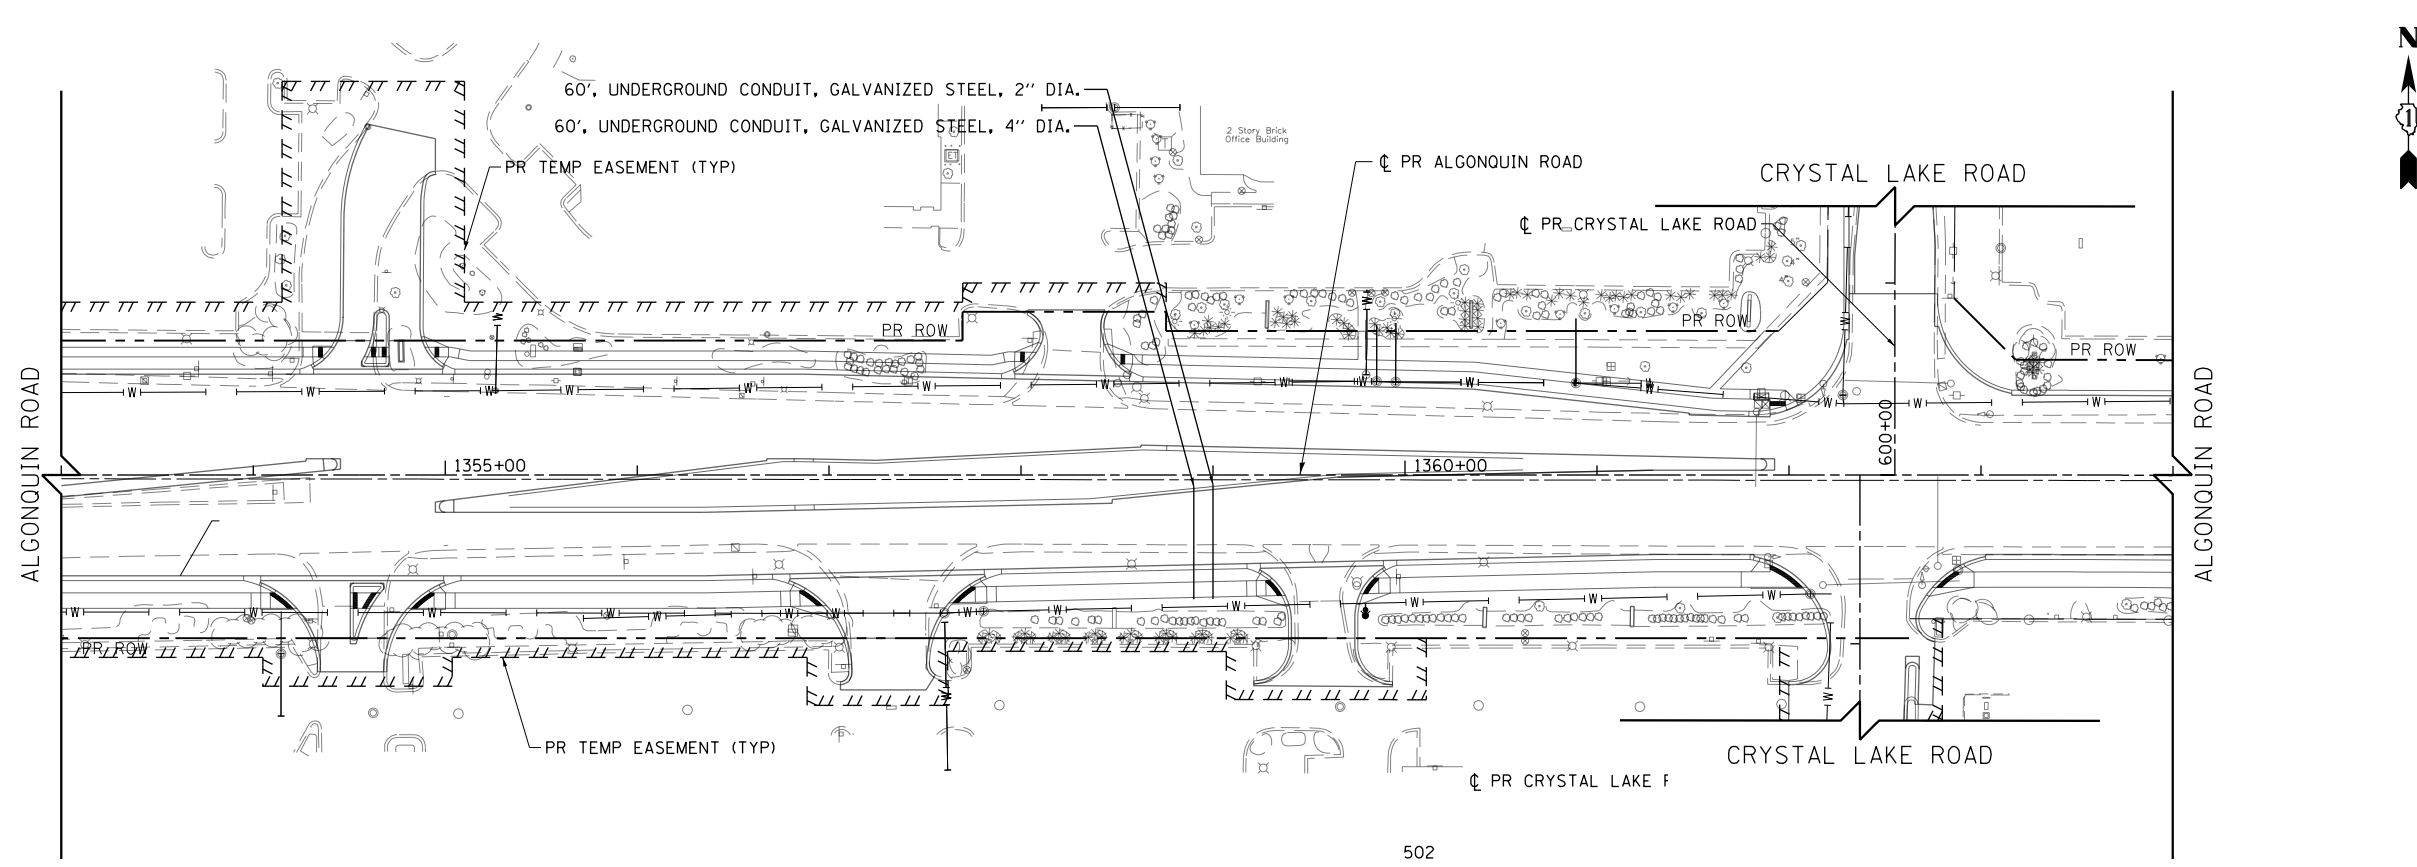 N
1
60', UNDERGROUND CONDUIT, GALVANIZED STEEL, 2'' DIA.
60', UNDERGROUND CONDUIT, GALVANIZED STEEL, 4'' DIA.
2 Story Brick
Office Building
PR TEMP EASEMENT (TYP)
℄ PR ALGONQUIN ROAD
CRYSTAL LAKE ROAD
℄ PR CRYSTAL LAKE ROAD
ET
T
PR ROW
PR ROW
PR ROW
W W W W W W W W W W W W
ALGONQUIN ROAD
ALGONQUIN ROAD
600+00
1355+00
1360+00
W W W W W W W W W W W W
PR ROW
PR TEMP EASEMENT (TYP)
CRYSTAL LAKE ROAD
℄ PR CRYSTAL LAKE
502